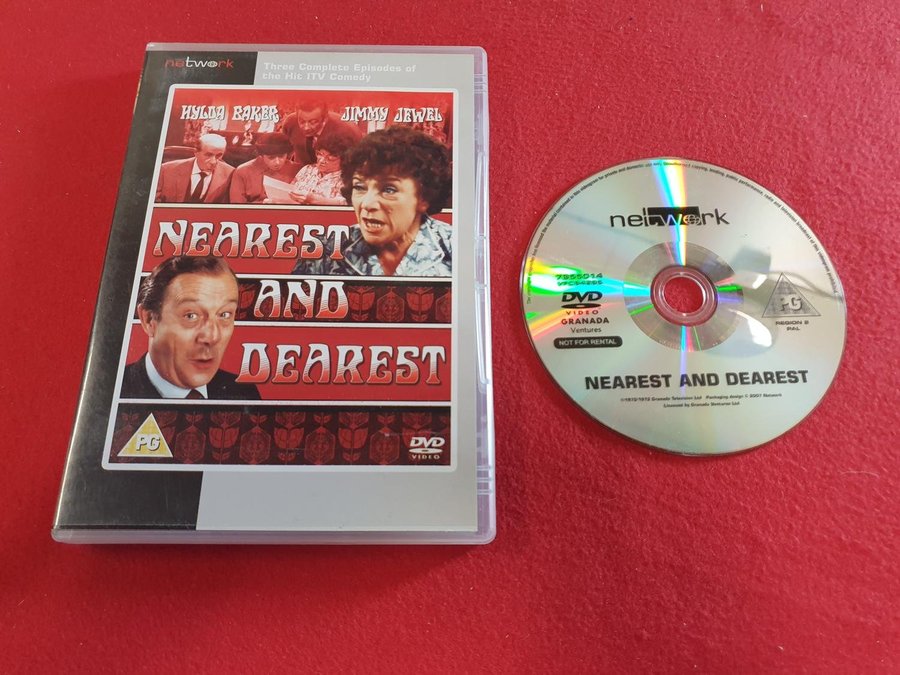 network
Three Complete Episodes of
the Hit ITV Comedy
HYLDA BAKER JIMMY JEWEL
NEAREST
AND
DEAREST
PG
DVD
VIDEO
network
7955014
DVD
VIDEO
GRANADA
Ventures
NOT FOR RENTAL
PG
REGION 2
PAL
NEAREST AND DEAREST
Granada Television Ltd Packaging design © 2007 Network
Licensed by Granada Ventures Ltd